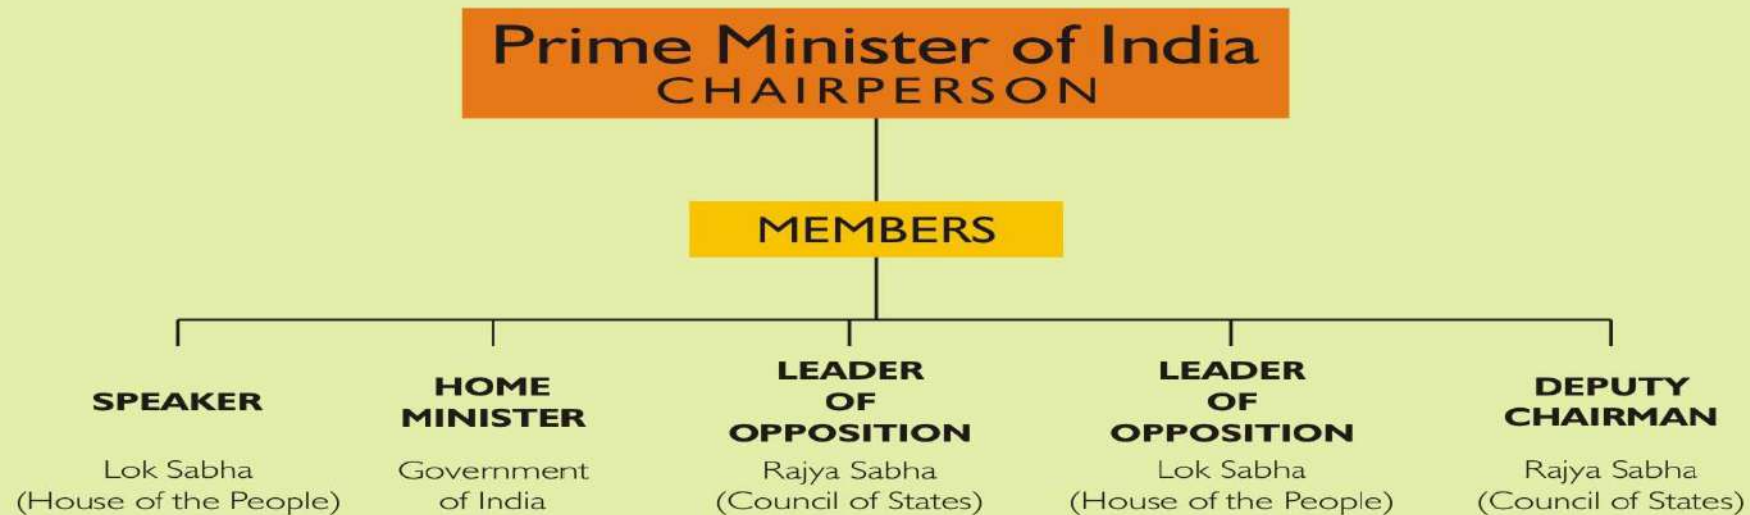 Prime Minister of India
CHAIRPERSON
MEMBERS
SPEAKER
Lok Sabha
(House of the People)
HOME
MINISTER
Government
of India
LEADER
OF
OPPOSITION
Rajya Sabha
(Council of States)
LEADER
OF
OPPOSITION
Lok Sabha
(House of the People)
DEPUTY
CHAIRMAN
Rajya Sabha
(Council of States)